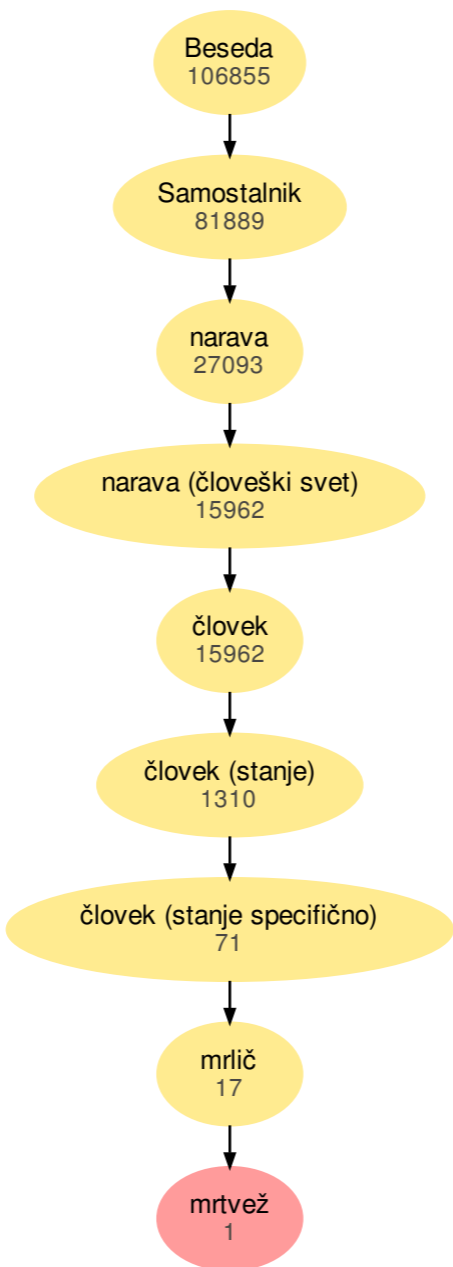 Beseda
106855
Samostalnik
81889
narava
27093
narava (človeški svet)
15962
človek
15962
človek (stanje)
1310
človek (stanje specifično)
71
mrlič
17
mrtvež
1